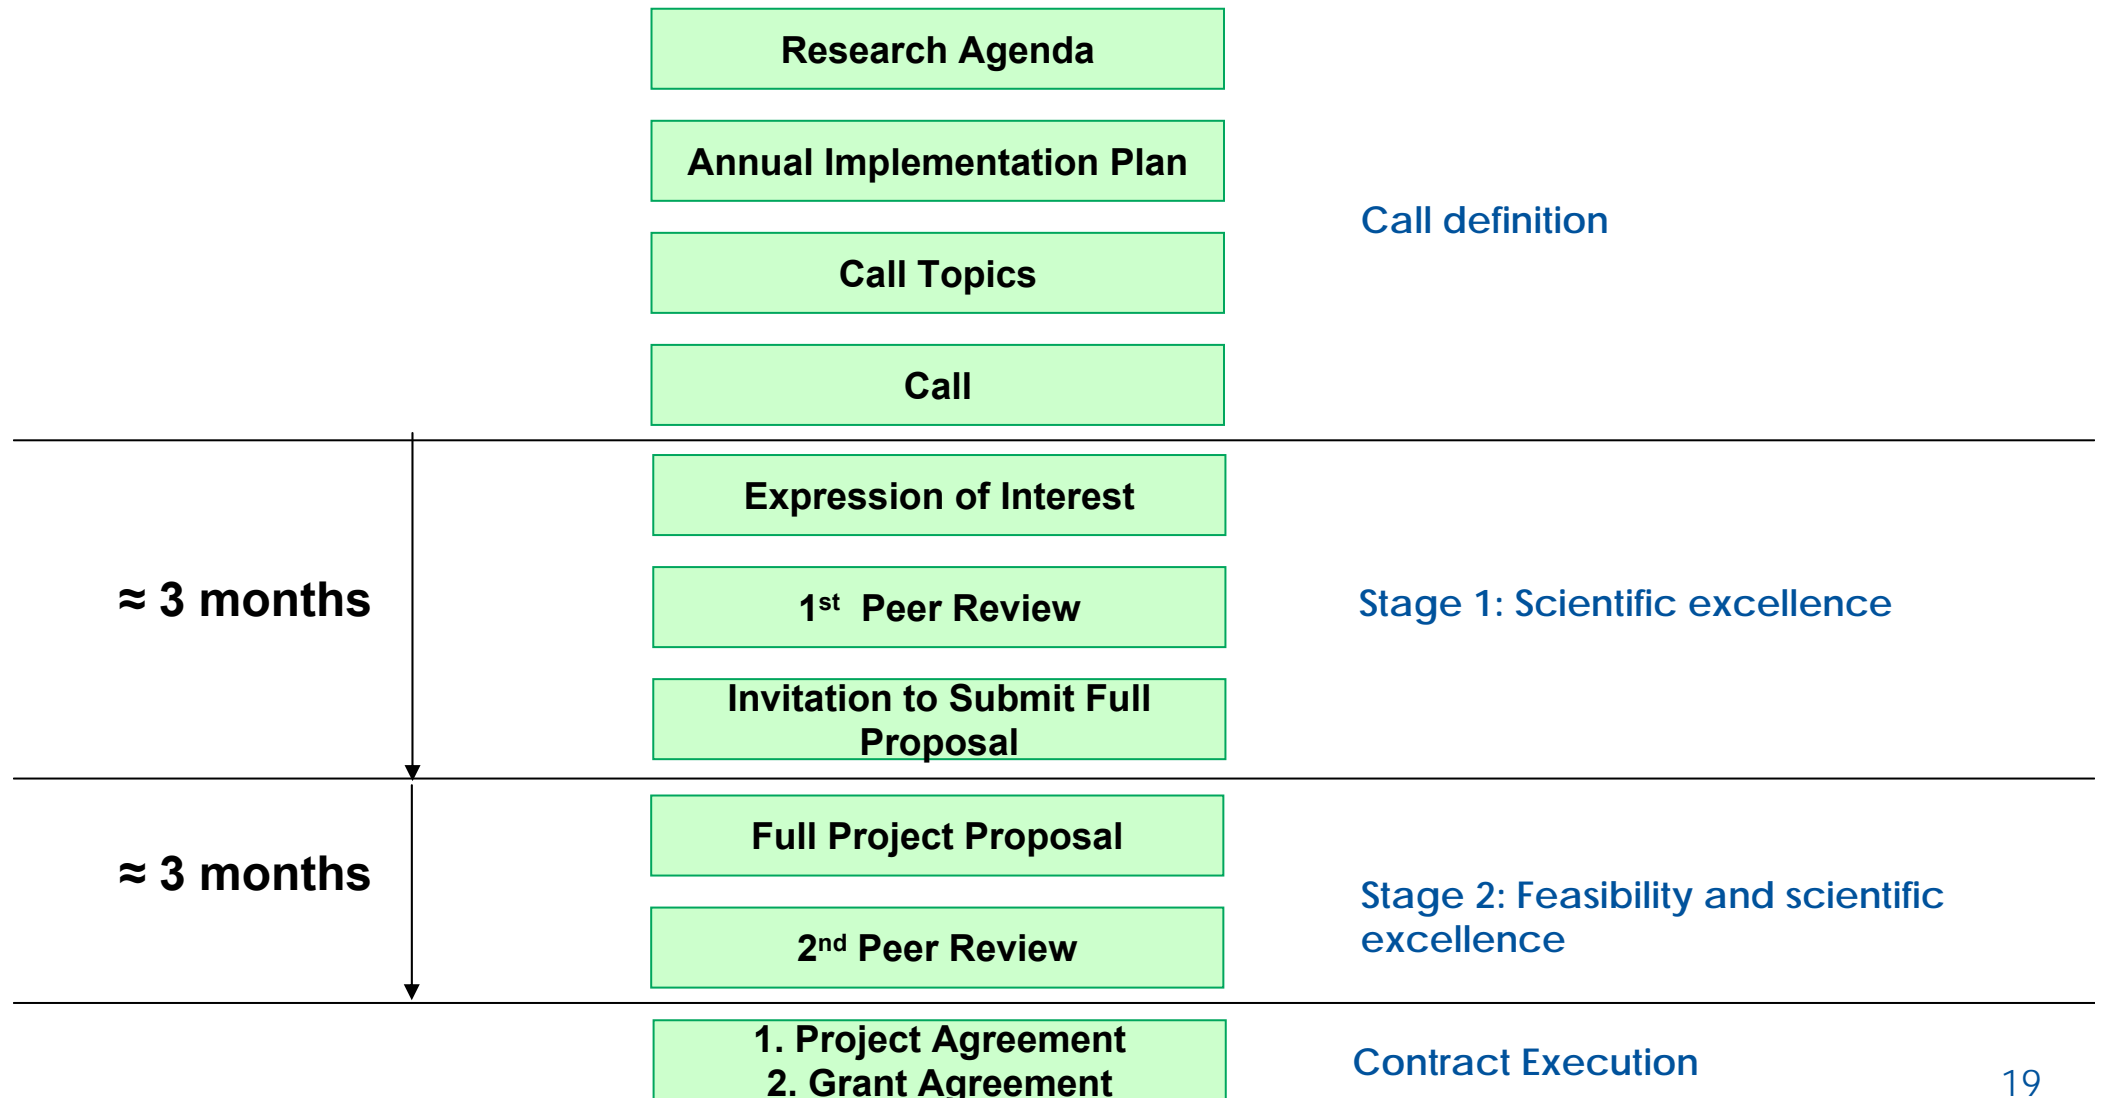 Research Agenda
Annual Implementation Plan
Call definition
Call Topics
Call
Expression of Interest
≈ 3 months
1st Peer Review
Stage 1: Scientific excellence
Invitation to Submit Full
Proposal
Full Project Proposal
≈ 3 months
Stage 2: Feasibility and scientific
excellence
2nd Peer Review
1. Project Agreement
2. Grant Agreement
Contract Execution
19